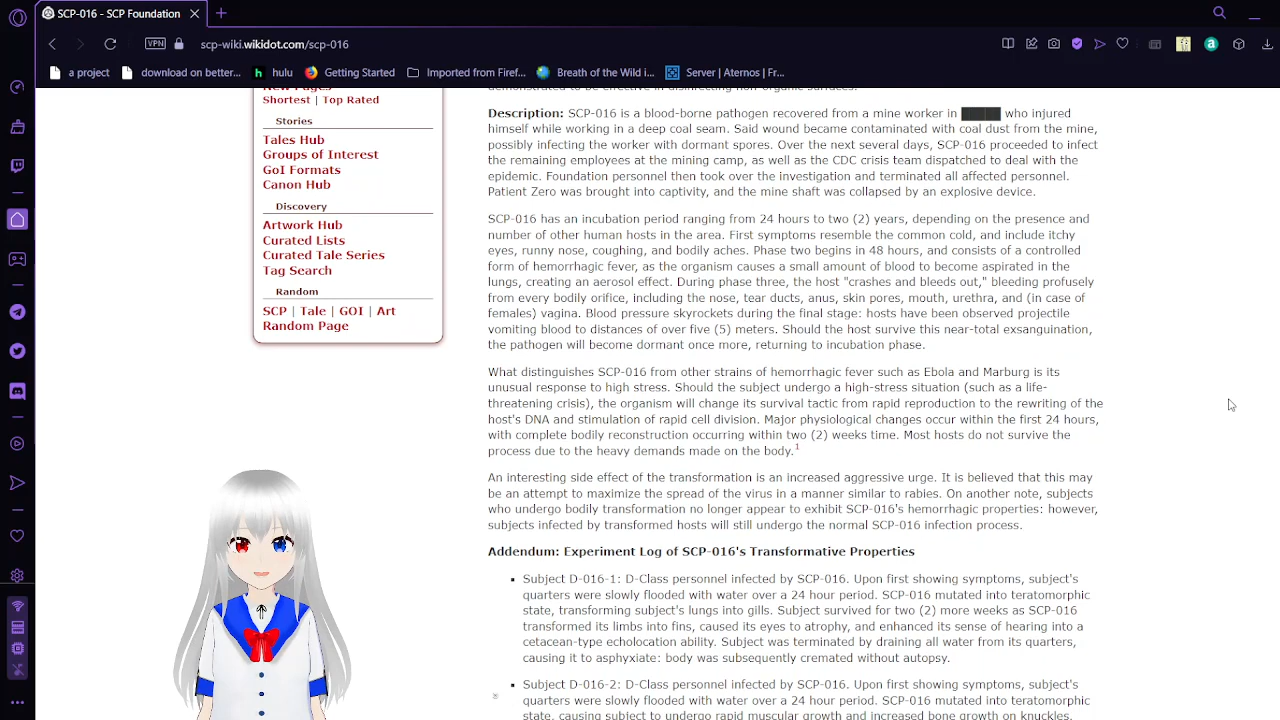 SCP-016 - SCP Foundation
VPN
scp-wiki.wikidot.com/scp-016
a project
download on better...
hulu
Getting Started
Imported from Firef...
Breath of the Wild i...
Server | Aternos | Fr...
New Pages
Shortest | Top Rated
Stories
Tales Hub
Groups of Interest
GoI Formats
Canon Hub
Discovery
Artwork Hub
Curated Lists
Curated Tale Series
Tag Search
Random
SCP | Tale | GOI | Art
Random Page
demonstrated to be effective in disinfecting non-organic surfaces.
Description: SCP-016 is a blood-borne pathogen recovered from a mine worker in █████ who injured
himself while working in a deep coal seam. Said wound became contaminated with coal dust from the mine,
possibly infecting the worker with dormant spores. Over the next several days, SCP-016 proceeded to infect
the remaining employees at the mining camp, as well as the CDC crisis team dispatched to deal with the
epidemic. Foundation personnel then took over the investigation and terminated all affected personnel.
Patient Zero was brought into captivity, and the mine shaft was collapsed by an explosive device.
SCP-016 has an incubation period ranging from 24 hours to two (2) years, depending on the presence and
number of other human hosts in the area. First symptoms resemble the common cold, and include itchy
eyes, runny nose, coughing, and bodily aches. Phase two begins in 48 hours, and consists of a controlled
form of hemorrhagic fever, as the organism causes a small amount of blood to become aspirated in the
lungs, creating an aerosol effect. During phase three, the host "crashes and bleeds out," bleeding profusely
from every bodily orifice, including the nose, tear ducts, anus, skin pores, mouth, urethra, and (in case of
females) vagina. Blood pressure skyrockets during the final stage: hosts have been observed projectile
vomiting blood to distances of over five (5) meters. Should the host survive this near-total exsanguination,
the pathogen will become dormant once more, returning to incubation phase.
What distinguishes SCP-016 from other strains of hemorrhagic fever such as Ebola and Marburg is its
unusual response to high stress. Should the subject undergo a high-stress situation (such as a life-
threatening crisis), the organism will change its survival tactic from rapid reproduction to the rewriting of the
host's DNA and stimulation of rapid cell division. Major physiological changes occur within the first 24 hours,
with complete bodily reconstruction occurring within two (2) weeks time. Most hosts do not survive the
process due to the heavy demands made on the body.1
An interesting side effect of the transformation is an increased aggressive urge. It is believed that this may
be an attempt to maximize the spread of the virus in a manner similar to rabies. On another note, subjects
who undergo bodily transformation no longer appear to exhibit SCP-016's hemorrhagic properties: however,
subjects infected by transformed hosts will still undergo the normal SCP-016 infection process.
Addendum: Experiment Log of SCP-016's Transformative Properties
▪ Subject D-016-1: D-Class personnel infected by SCP-016. Upon first showing symptoms, subject's
quarters were slowly flooded with water over a 24 hour period. SCP-016 mutated into teratomorphic
state, transforming subject's lungs into gills. Subject survived for two (2) more weeks as SCP-016
transformed its limbs into fins, caused its eyes to atrophy, and enhanced its sense of hearing into a
cetacean-type echolocation ability. Subject was terminated by draining all water from its quarters,
causing it to asphyxiate: body was subsequently cremated without autopsy.
▪ Subject D-016-2: D-Class personnel infected by SCP-016. Upon first showing symptoms, subject's
quarters were slowly flooded with water over a 24 hour period. SCP-016 mutated into teratomorphic
state, causing subject to undergo rapid muscular growth and increased bone growth on knuckles.